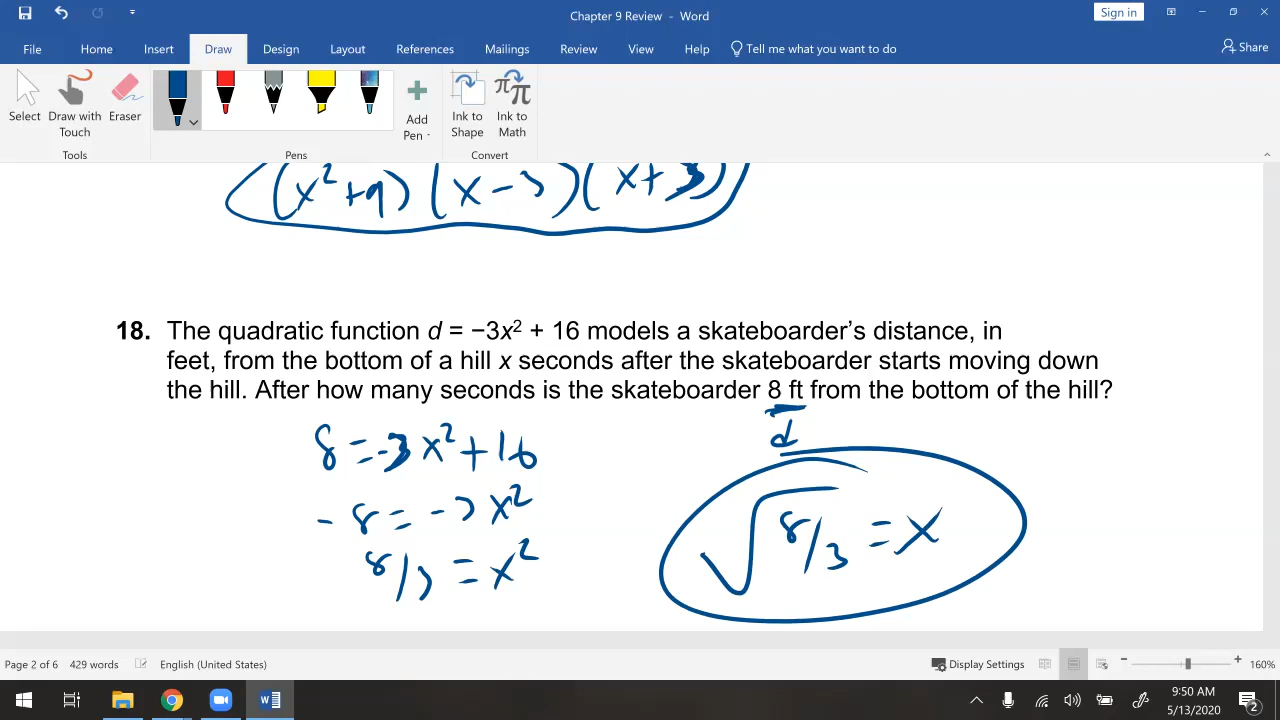 Chapter 9 Review - Word
Sign in
File Home Insert Draw Design Layout References Mailings Review View Help Tell me what you want to do Share
Select Draw with Touch Eraser Add Pen Ink to Shape Ink to Math
Tools Pens Convert
(x²+9)(x-3)(x+3)
18. The quadratic function d = −3x² + 16 models a skateboarder’s distance, in
feet, from the bottom of a hill x seconds after the skateboarder starts moving down
the hill. After how many seconds is the skateboarder 8 ft from the bottom of the hill?
d
8 = -3x² + 16
-8 = -3x²
8/3 = x²
√8/3 = x
Page 2 of 6 429 words English (United States) Display Settings 160%
9:50 AM
5/13/2020
2